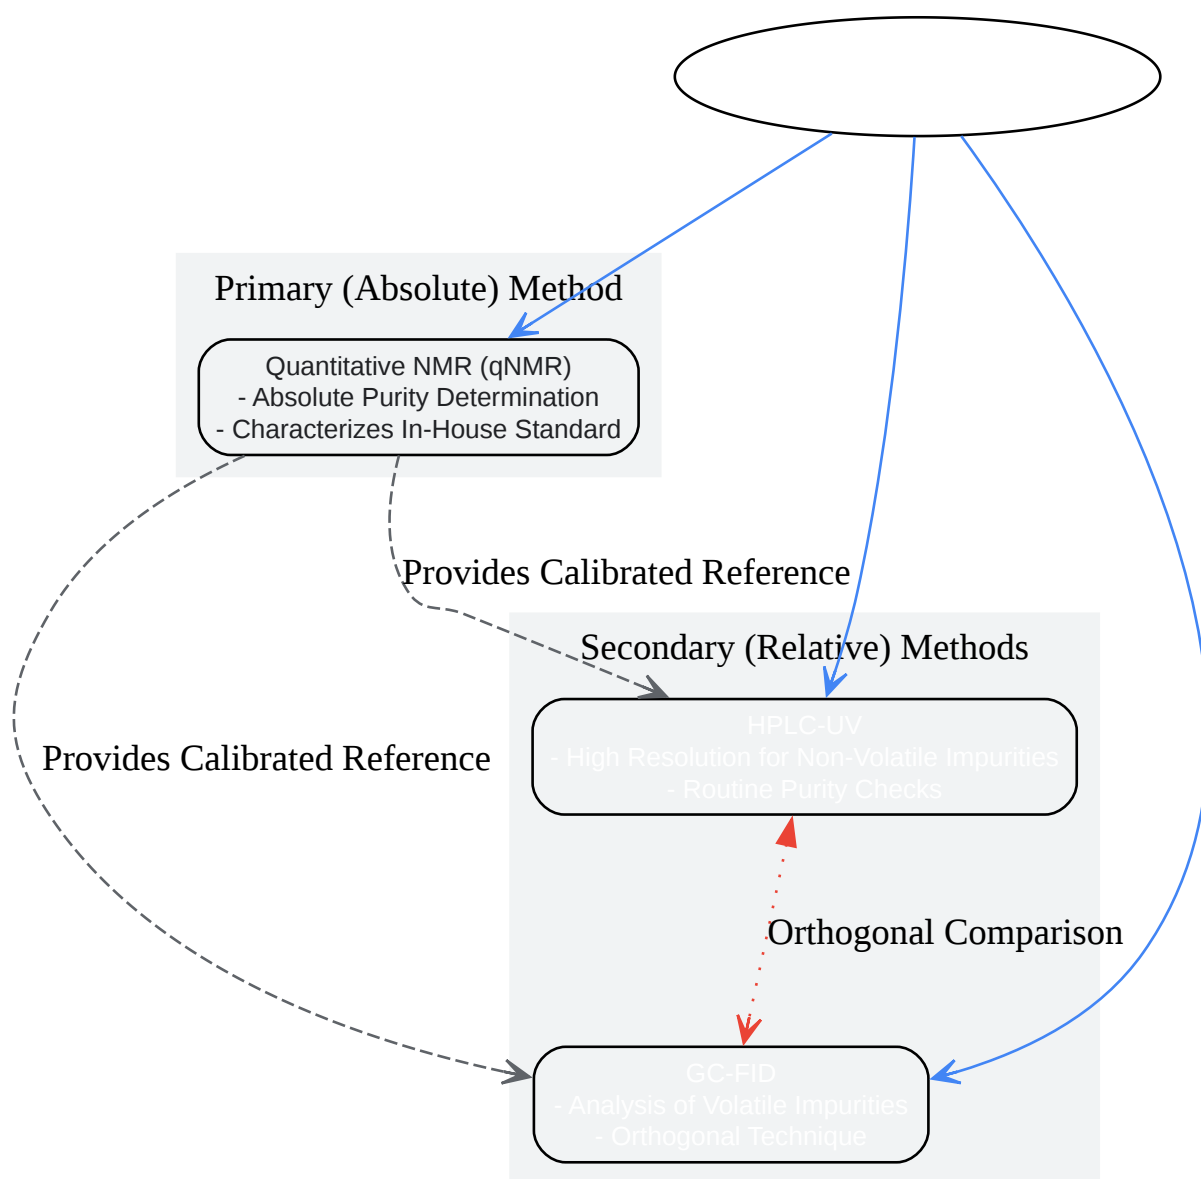 Primary (Absolute) Method
Quantitative NMR (qNMR)
- Absolute Purity Determination
- Characterizes In-House Standard
Provides Calibrated Reference
Secondary (Relative) Methods
HPLC-UV
- High Resolution for Non-Volatile Impurities
- Routine Purity Checks
Provides Calibrated Reference
Orthogonal Comparison
GC-FID
- Analysis of Volatile Impurities
- Orthogonal Technique